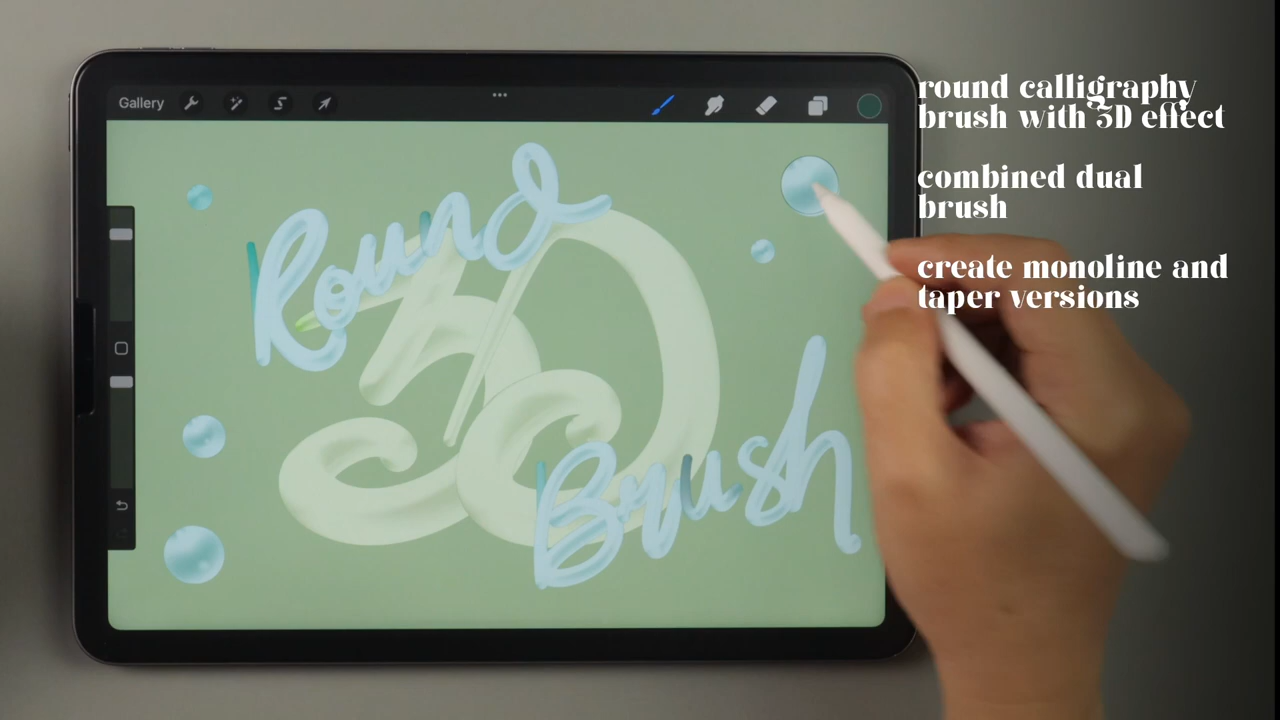 Gallery
Round
3D
Brush
round calligraphy
brush with 3D effect
combined dual
brush
create monoline and
taper versions